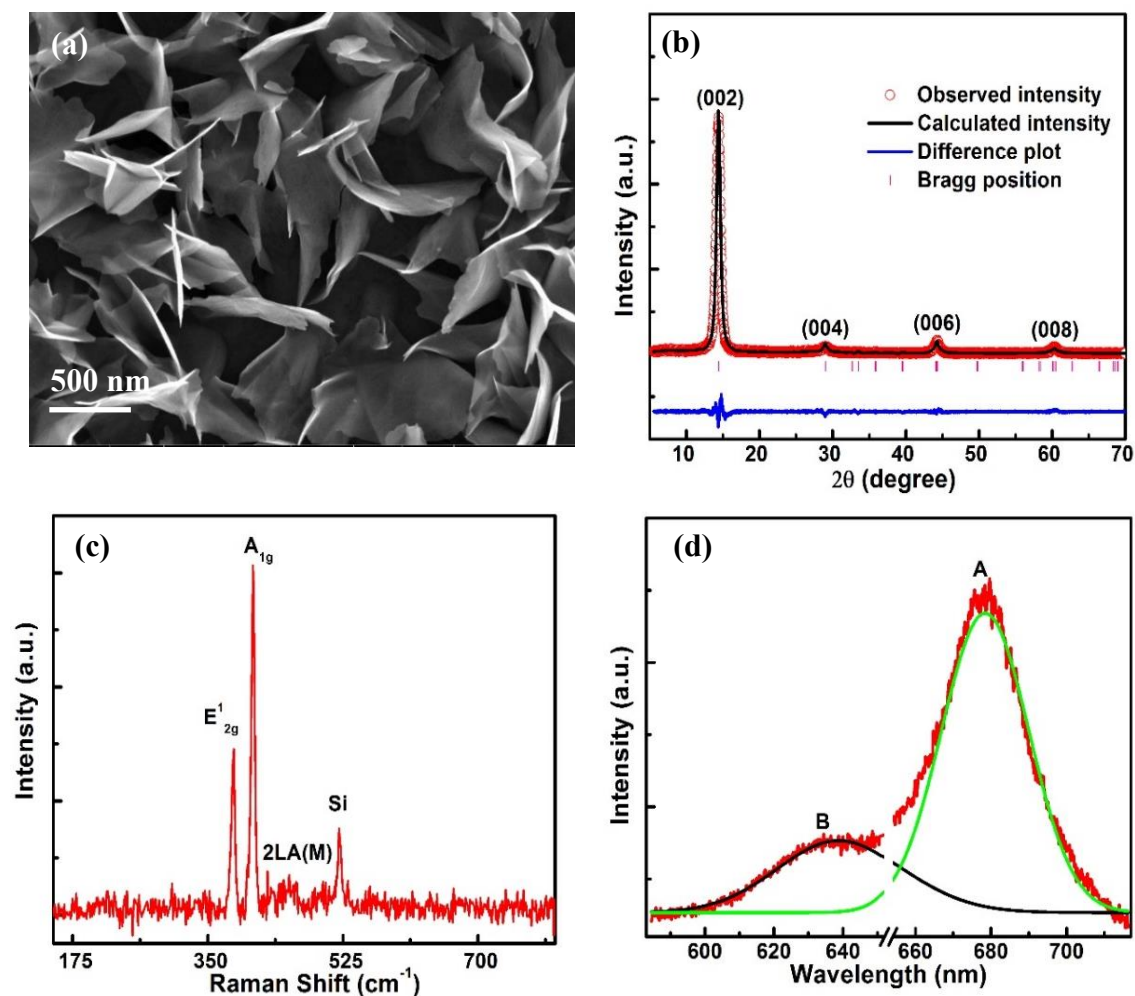 (a)
500 nm
(b)
(002)
Observed intensity
Calculated intensity
Difference plot
Bragg position
(004)
(006)
(008)
Intensity (a.u.)
10 20 30 40 50 60 70
2θ (degree)
(c)
A1g
E¹2g
2LA(M)
Si
Intensity (a.u.)
175 350 525 700
Raman Shift (cm⁻¹)
(d)
A
B
Intensity (a.u.)
600 620 640 660 680 700
Wavelength (nm)